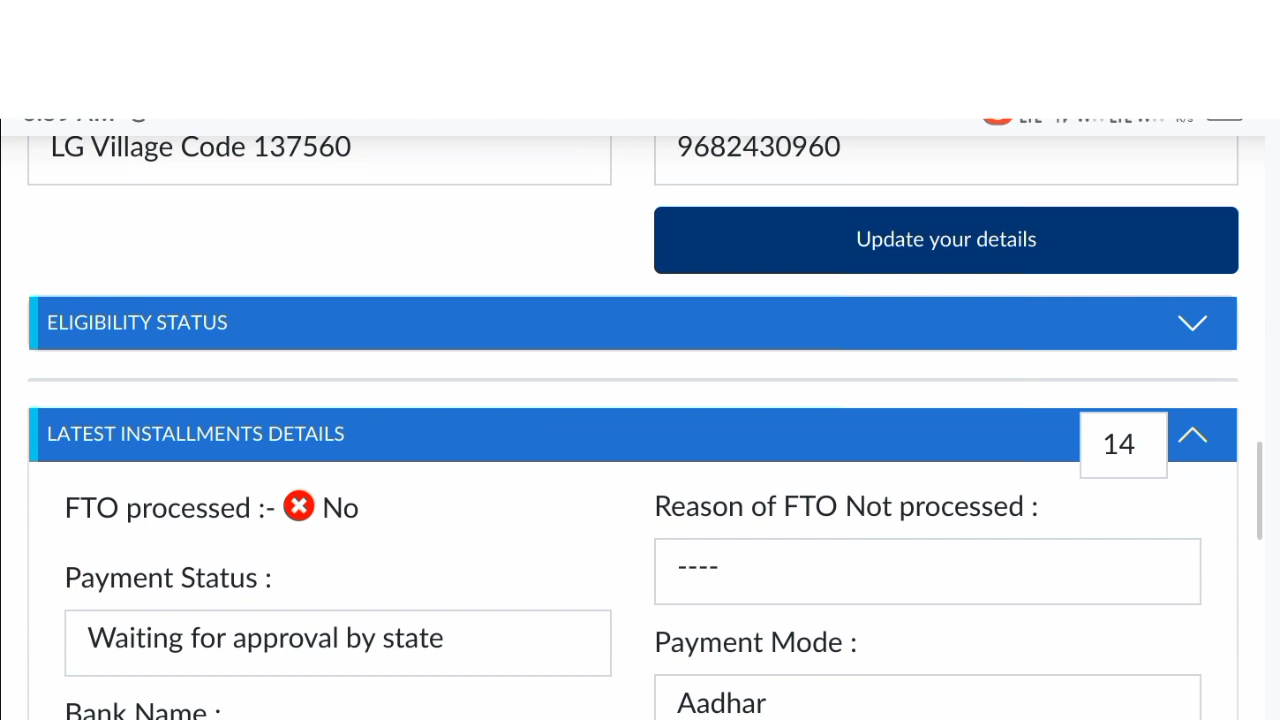 LG Village Code 137560
9682430960
Update your details
ELIGIBILITY STATUS
LATEST INSTALLMENTS DETAILS
14
FTO processed :- No
Reason of FTO Not processed :
----
Payment Status :
Waiting for approval by state
Payment Mode :
Aadhar
Bank Name :